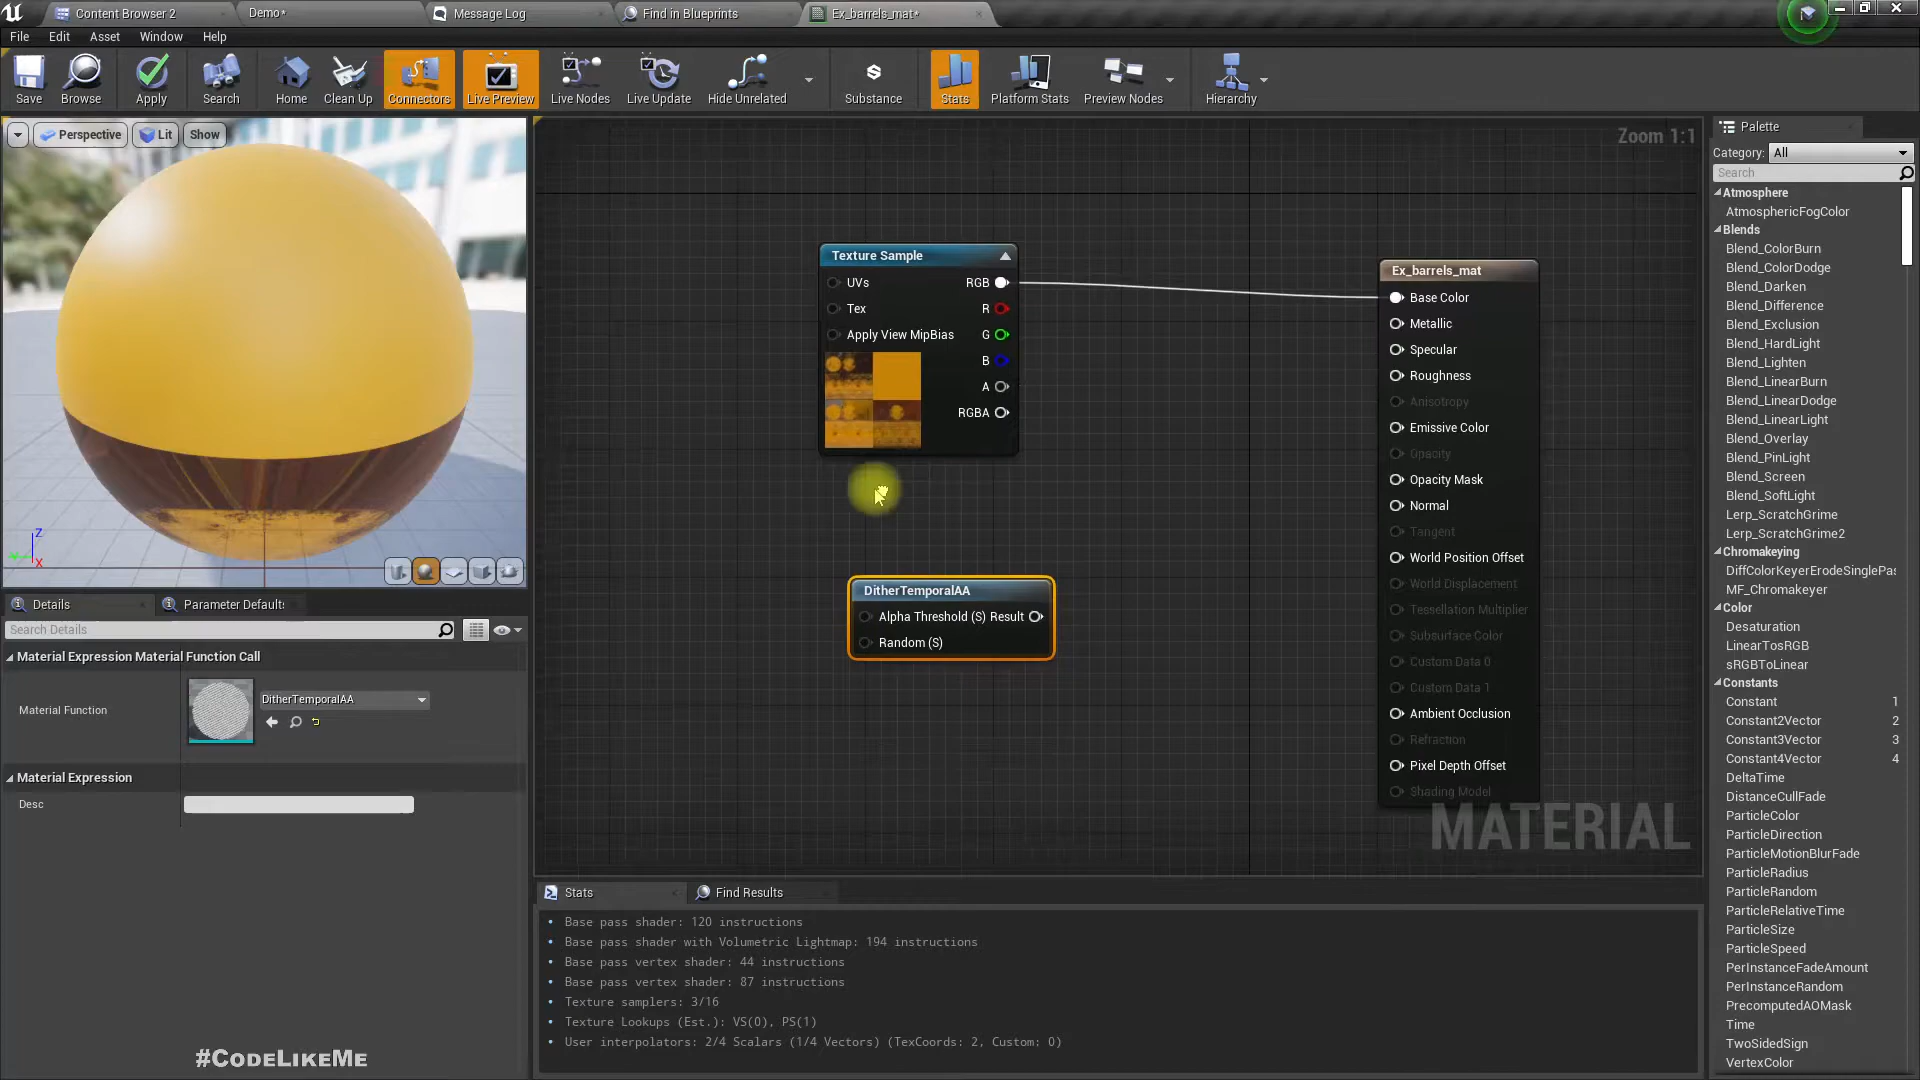 Content Browser 2
Demo*
Message Log
Find in Blueprints
Ex_barrels_mat*
File
Edit
Asset
Window
Help
Save
Browse
Apply
Search
Home
Clean Up
Connectors
Live Preview
Live Nodes
Live Update
Hide Unrelated
Substance
Stats
Platform Stats
Preview Nodes
Hierarchy
Perspective
Lit
Show
Z
Y
X
Zoom 1:1
Texture Sample
UVs
RGB
Tex
R
Apply View MipBias
G
B
A
RGBA
DitherTemporalAA
Alpha Threshold (S)
Result
Random (S)
Ex_barrels_mat
Base Color
Metallic
Specular
Roughness
Anisotropy
Emissive Color
Opacity
Opacity Mask
Normal
Tangent
World Position Offset
World Displacement
Tessellation Multiplier
Subsurface Color
Custom Data 0
Custom Data 1
Ambient Occlusion
Refraction
Pixel Depth Offset
Shading Model
MATERIAL
Details
Parameter Defaults
Search Details
Material Expression Material Function Call
Material Function
DitherTemporalAA
Material Expression
Desc
#CodeLikeMe
Stats
Find Results
Base pass shader: 120 instructions
Base pass shader with Volumetric Lightmap: 194 instructions
Base pass vertex shader: 44 instructions
Base pass vertex shader: 87 instructions
Texture samplers: 3/16
Texture Lookups (Est.): VS(0), PS(1)
User interpolators: 2/4 Scalars (1/4 Vectors) (TexCoords: 2, Custom: 0)
Palette
Category:
All
Search
Atmosphere
AtmosphericFogColor
Blends
Blend_ColorBurn
Blend_ColorDodge
Blend_Darken
Blend_Difference
Blend_Exclusion
Blend_HardLight
Blend_Lighten
Blend_LinearBurn
Blend_LinearDodge
Blend_LinearLight
Blend_Overlay
Blend_PinLight
Blend_Screen
Blend_SoftLight
Lerp_ScratchGrime
Lerp_ScratchGrime2
Chromakeying
DiffColorKeyerErodeSinglePas
MF_Chromakeyer
Color
Desaturation
LinearTosRGB
sRGBToLinear
Constants
Constant 1
Constant2Vector 2
Constant3Vector 3
Constant4Vector 4
DeltaTime
DistanceCullFade
ParticleColor
ParticleDirection
ParticleMotionBlurFade
ParticleRadius
ParticleRandom
ParticleRelativeTime
ParticleSize
ParticleSpeed
PerInstanceFadeAmount
PerInstanceRandom
PrecomputedAOMask
Time
TwoSidedSign
VertexColor